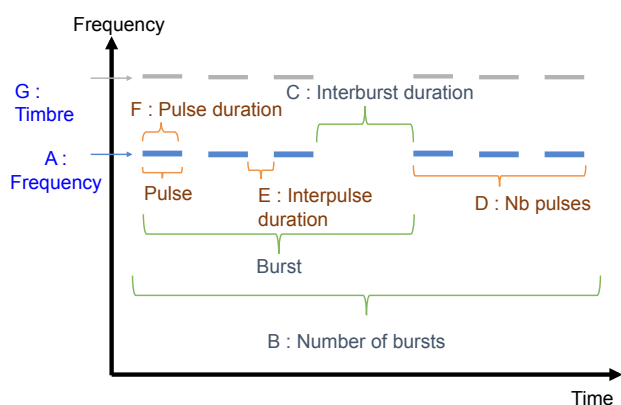 Frequency
G :
Timbre
C : Interburst duration
F : Pulse duration
A :
Frequency
Pulse
E : Interpulse
duration
D : Nb pulses
Burst
B : Number of bursts
Time